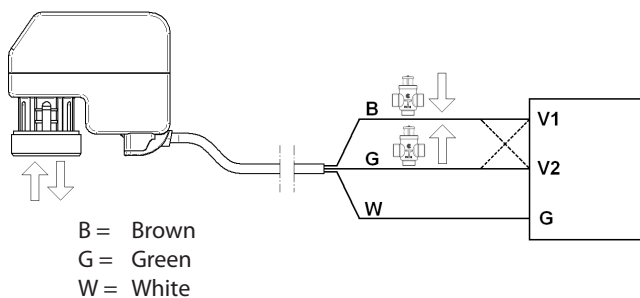 B
V1
G
V2
W
G
B = Brown
G = Green
W = White